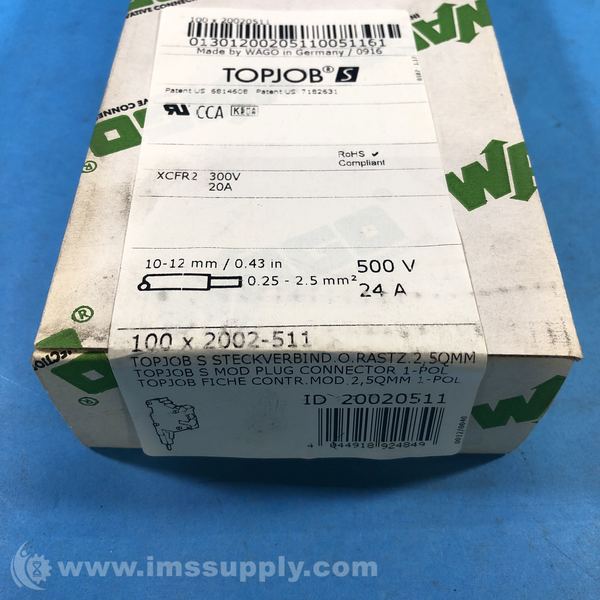 100 x 20020511
01301200205110051161
Made by WAGO in Germany / 0916
TOPJOB® S
Patent US 6814608 Patent US 7182631
CCA
RoHS ✔
Compliant
XCFR2 300V
20A
10-12 mm / 0.43 in
0.25 - 2.5 mm²
500 V
24 A
100 x 2002-511
TOPJOB S STECKVERBIND.O.RASTZ.2,5QMM
TOPJOB S MOD PLUG CONNECTOR 1-POL
TOPJOB FICHE CONTR.MOD.2,5QMM 1-POL
ID 20020511
4 044918 924849
0012/0040
© www.imssupply.com